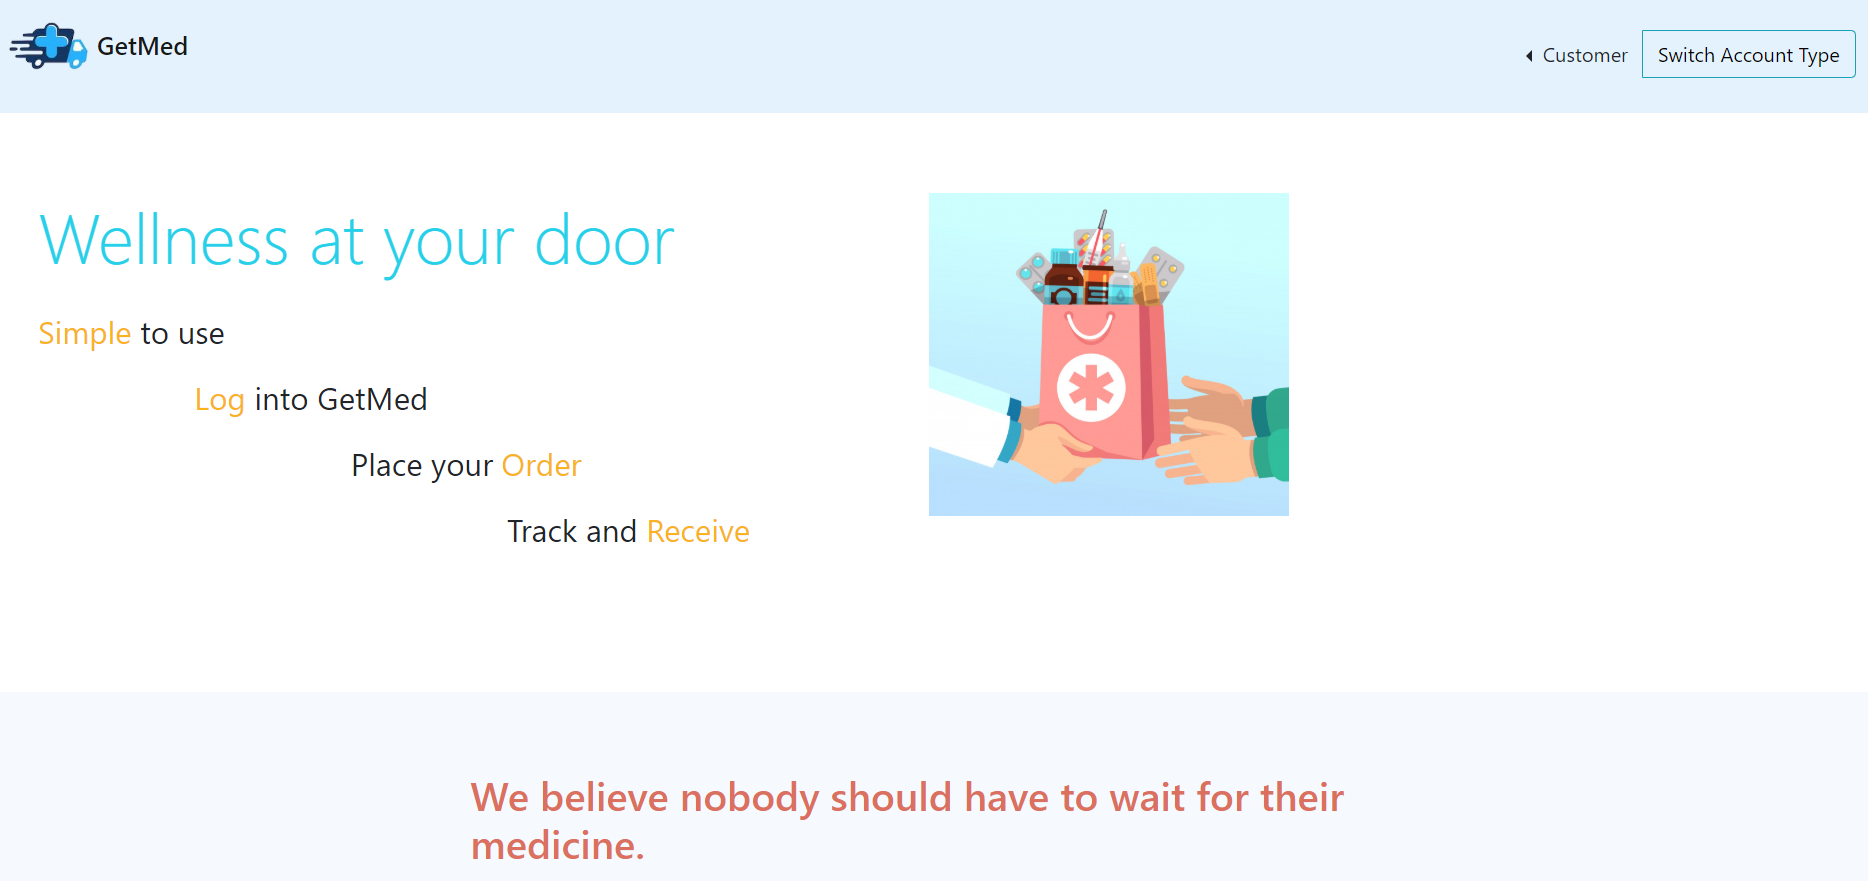 GetMed
Customer
Switch Account Type
Wellness at your door
Simple to use
Log into GetMed
Place your Order
Track and Receive
We believe nobody should have to wait for their
medicine.